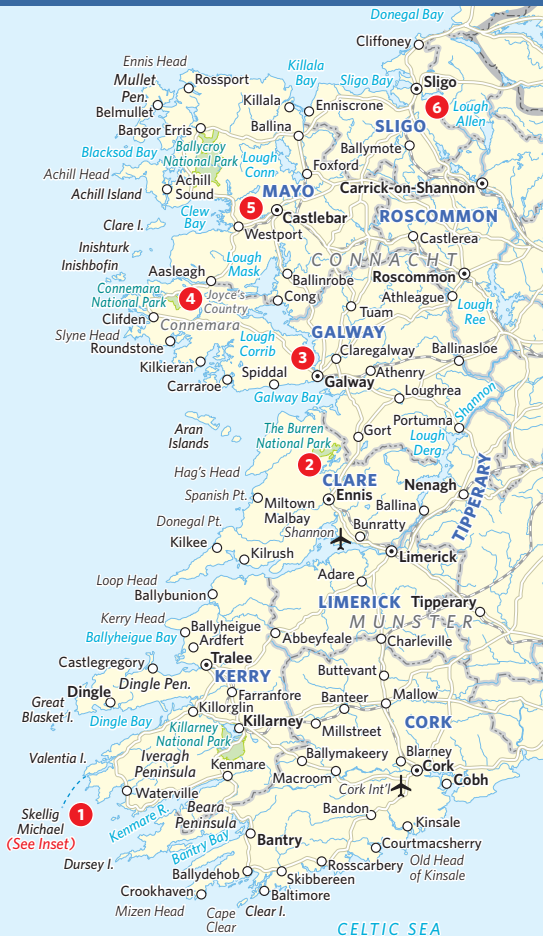 Donegal Bay
Cliffoney
Ennis Head
Killala
Bay
Sligo Bay
Mullet
Pen.
Rossport
Sligo
Belmullet
Killala
Enniscrone
6
Lough
Allen
Bangor Erris
Ballina
SLIGO
Blacksod Bay
Ballycroy
National Park
Lough
Conn
Ballymote
Foxford
Achill Head
Achill
Sound
Achill Island
MAYO
Carrick-on-Shannon
5
Castlebar
ROSCOMMON
Clare I.
Clew
Bay
Westport
Castlerea
Inishturk
Inishbofin
CONNACHT
Lough
Mask
Aasleagh
Ballinrobe
Roscommon
Connemara
National Park
4
Joyce's
Country
Cong
Athleague
Lough
Ree
Clifden
Connemara
Tuam
Slyne Head
Roundstone
GALWAY
Lough
Corrib
3
Claregalway
Ballinasloe
Kilkieran
Spiddal
Athenry
Carraroe
Galway
Loughrea
Galway Bay
Shannon
Portumna
Aran
Islands
The Burren
National Park
Gort
Lough
Derg
2
Hag's Head
CLARE
Nenagh
Spanish Pt.
Ennis
Miltown
Malbay
Ballina
TIPPERARY
Donegal Pt.
Shannon
Bunratty
Kilkee
Kilrush
Limerick
Loop Head
Adare
Ballybunion
LIMERICK
Tipperary
Kerry Head
MUNSTER
Ballyheigue
Ballyheigue Bay
Ardfert
Abbeyfeale
Charleville
Castlegregory
Tralee
Buttevant
Dingle
Dingle Pen.
KERRY
Farranfore
Great
Blasket I.
Killorglin
Banteer
Mallow
Dingle Bay
Killarney
National Park
Killarney
Millstreet
CORK
Valentia I.
Iveragh
Peninsula
Kenmare
Ballymakeery
Blarney
Macroom
Cork
Cork Int'l
Cobh
Waterville
Skellig
Michael
(See Inset)
1
Beara
Peninsula
Bandon
Kenmare R.
Kinsale
Bantry Bay
Bantry
Courtmacsherry
Dursey I.
Rosscarbery
Old Head
of Kinsale
Ballydehob
Skibbereen
Crookhaven
Baltimore
Mizen Head
Cape
Clear
Clear I.
CELTIC SEA